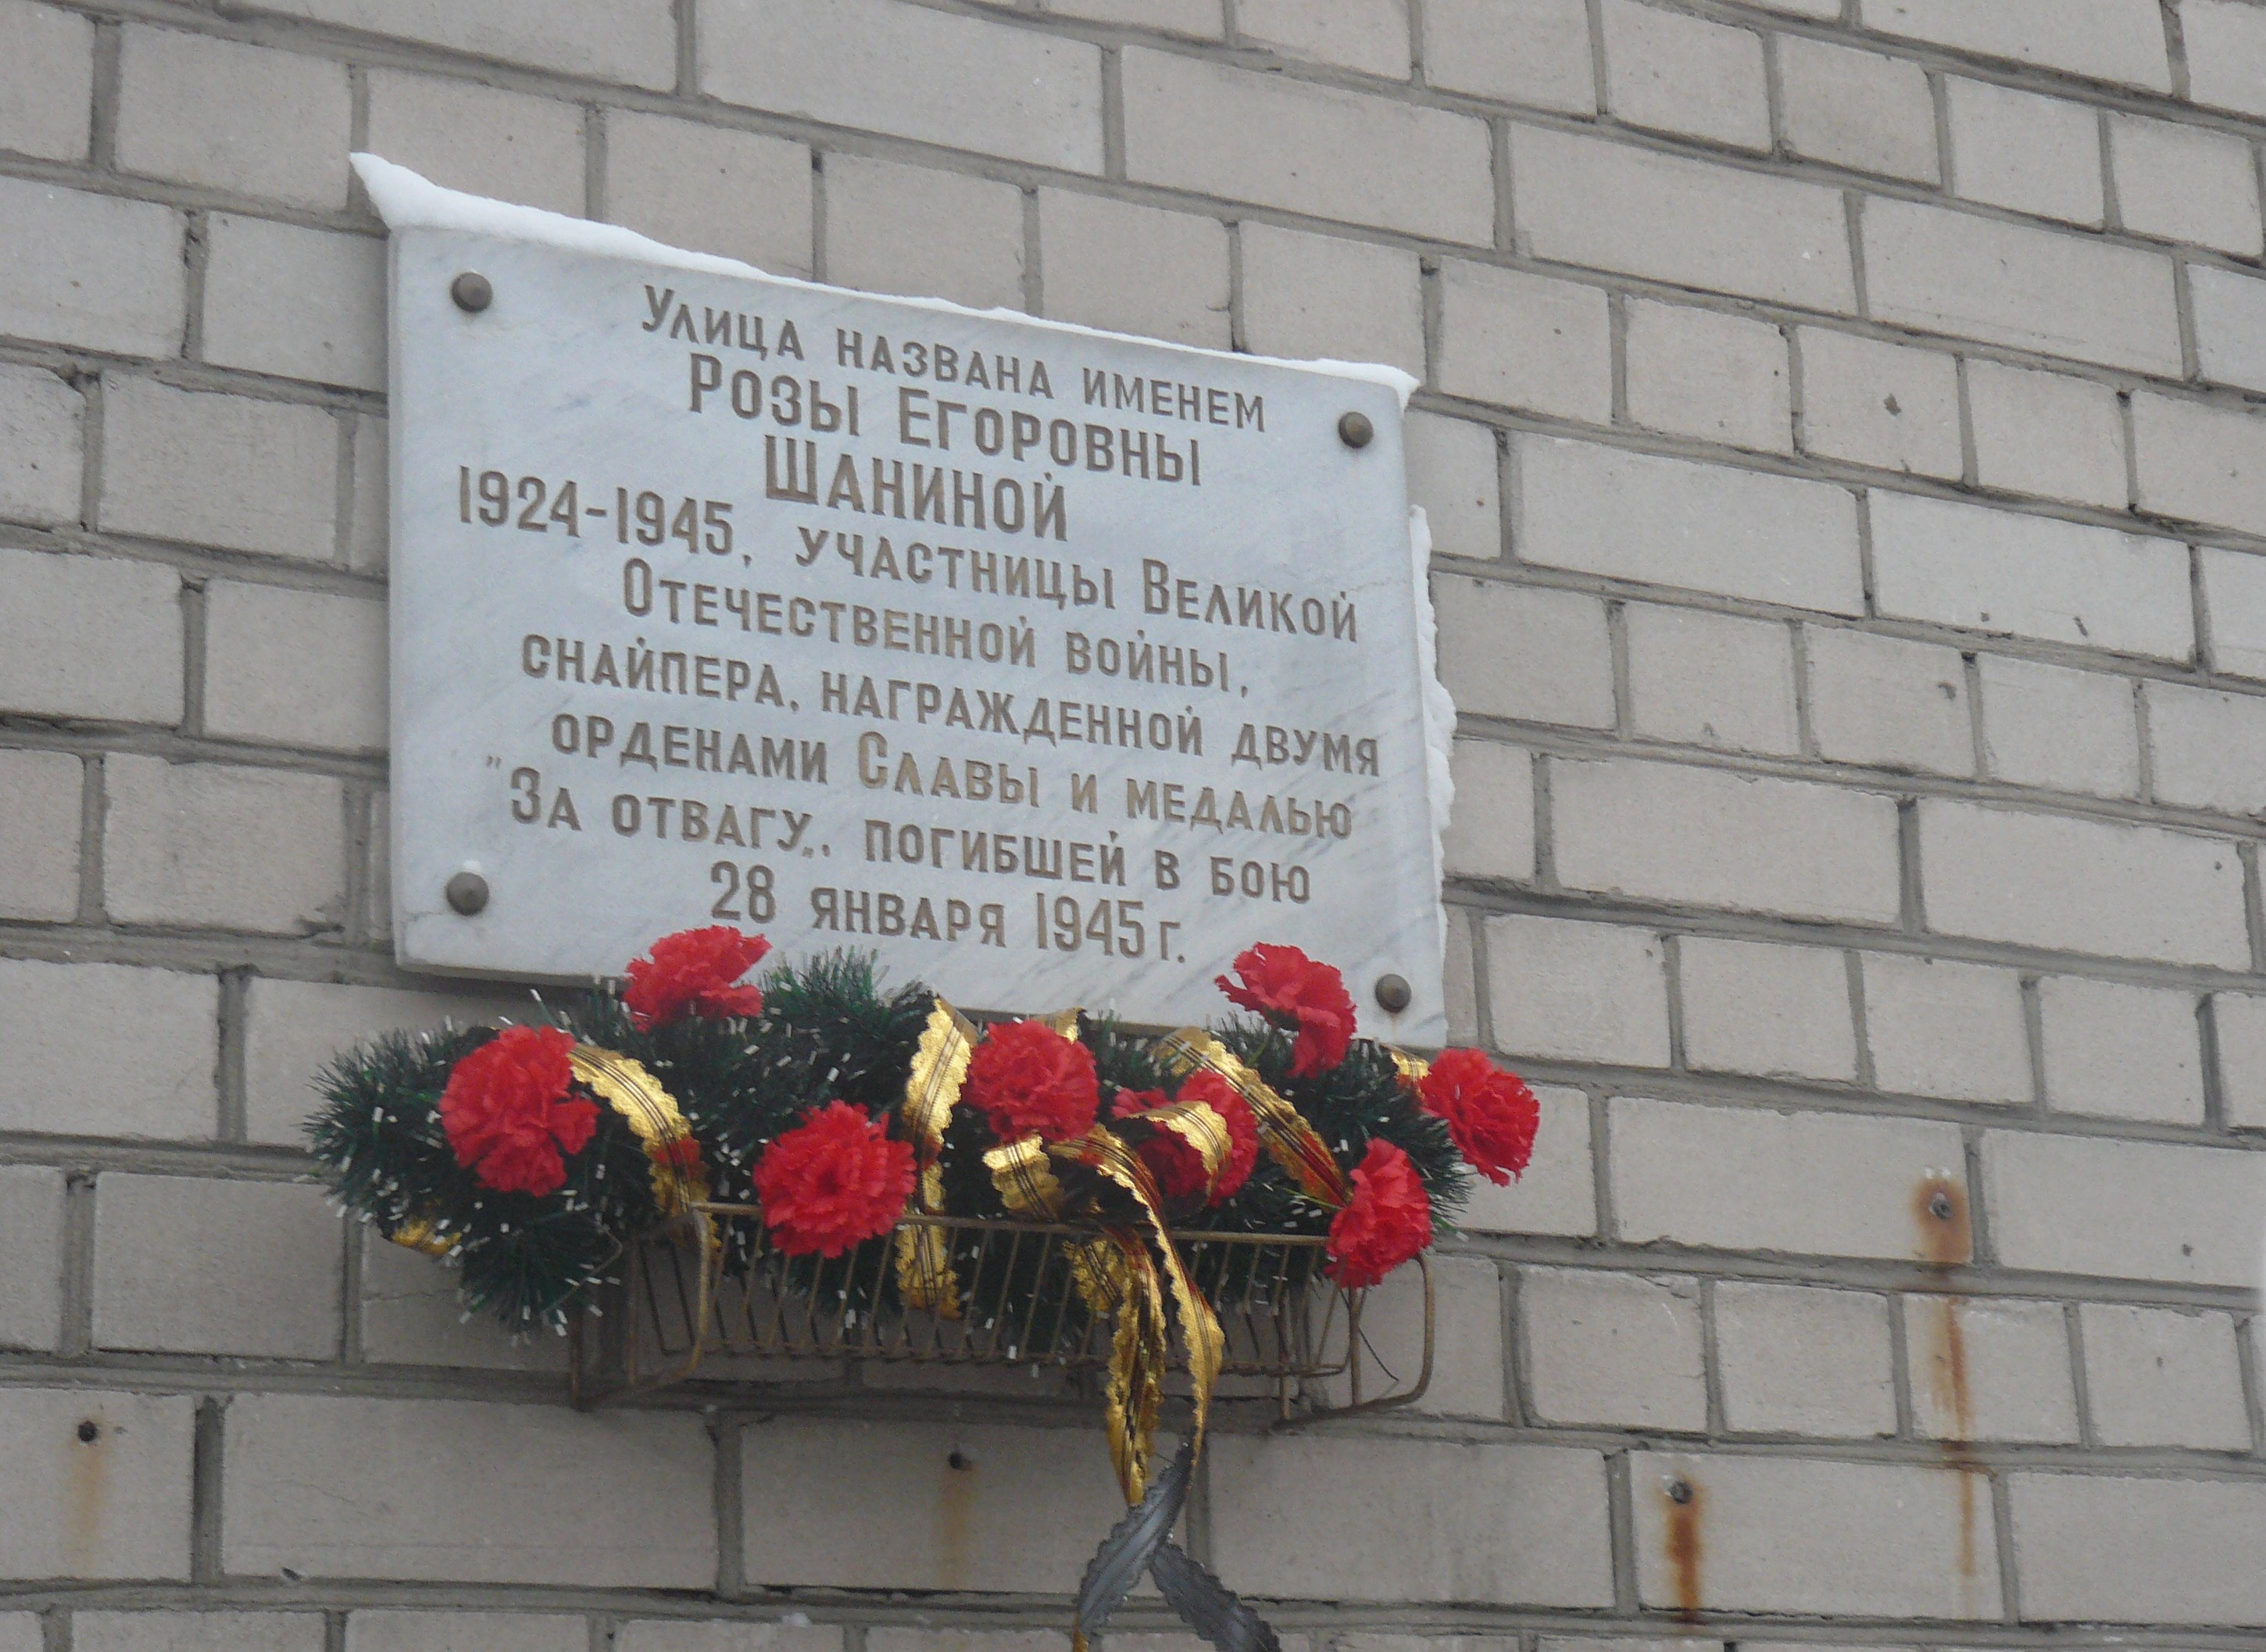 Улица названа именем
Розы Егоровны
Шаниной
1924-1945, участницы Великой
Отечественной войны,
снайпера, награжденной двумя
орденами Славы и медалью
"За отвагу„, погибшей в бою
28 января 1945 г.